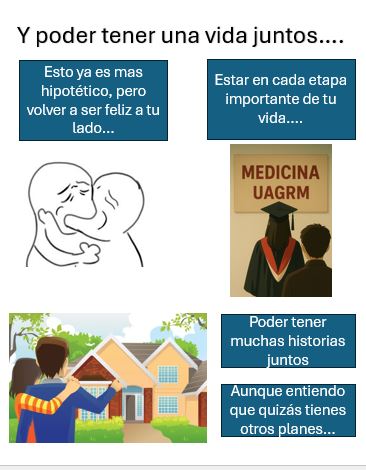 Y poder tener una vida juntos....
Esto ya es mas
hipotético, pero
volver a ser feliz a tu
lado...
Estar en cada etapa
importante de tu
vida....
MEDICINA
UAGRM
Poder tener
muchas historias
juntos
Aunque entiendo
que quizás tienes
otros planes...